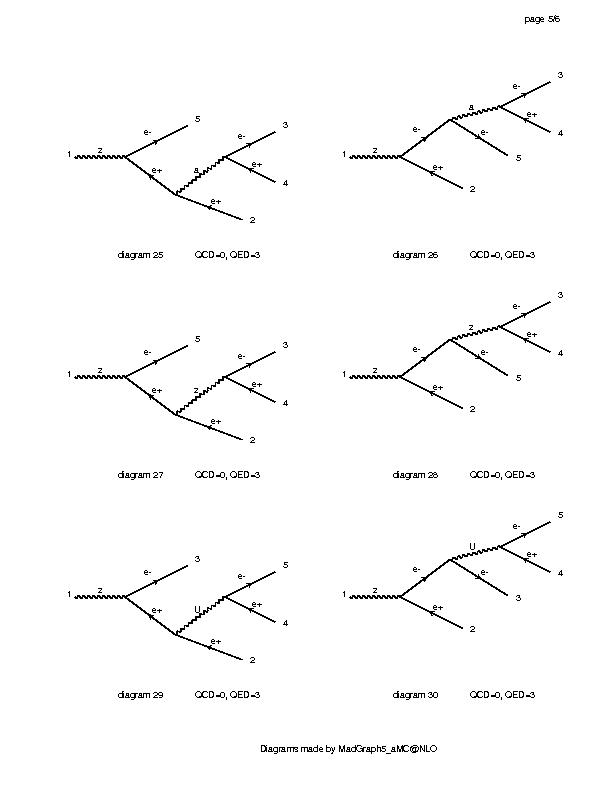 page 5/6
1 z e- 5 e+ a e- 3 e+ 4 e+ 2
diagram 25 QCD=0, QED=3
1 z e- a e- 3 e+ 4 e- 5 e+ 2
diagram 26 QCD=0, QED=3
1 z e- 5 e+ z e- 3 e+ 4 e+ 2
diagram 27 QCD=0, QED=3
1 z e- z e- 3 e+ 4 e- 5 e+ 2
diagram 28 QCD=0, QED=3
1 z e- 3 e+ U e- 5 e+ 4 e+ 2
diagram 29 QCD=0, QED=3
1 z e- U e- 5 e+ 4 e- 3 e+ 2
diagram 30 QCD=0, QED=3
Diagrams made by MadGraph5_aMC@NLO